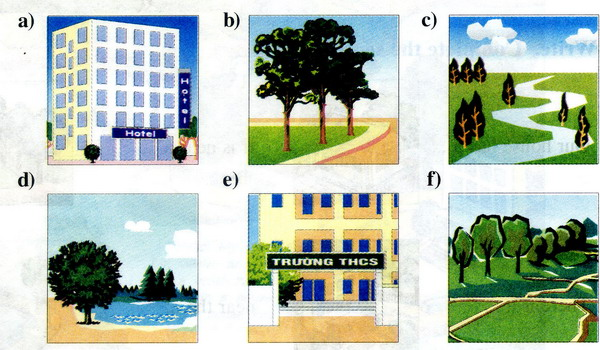 a) b) c)
Hotel
Hotel
d) e) f)
TRƯỜNG THCS